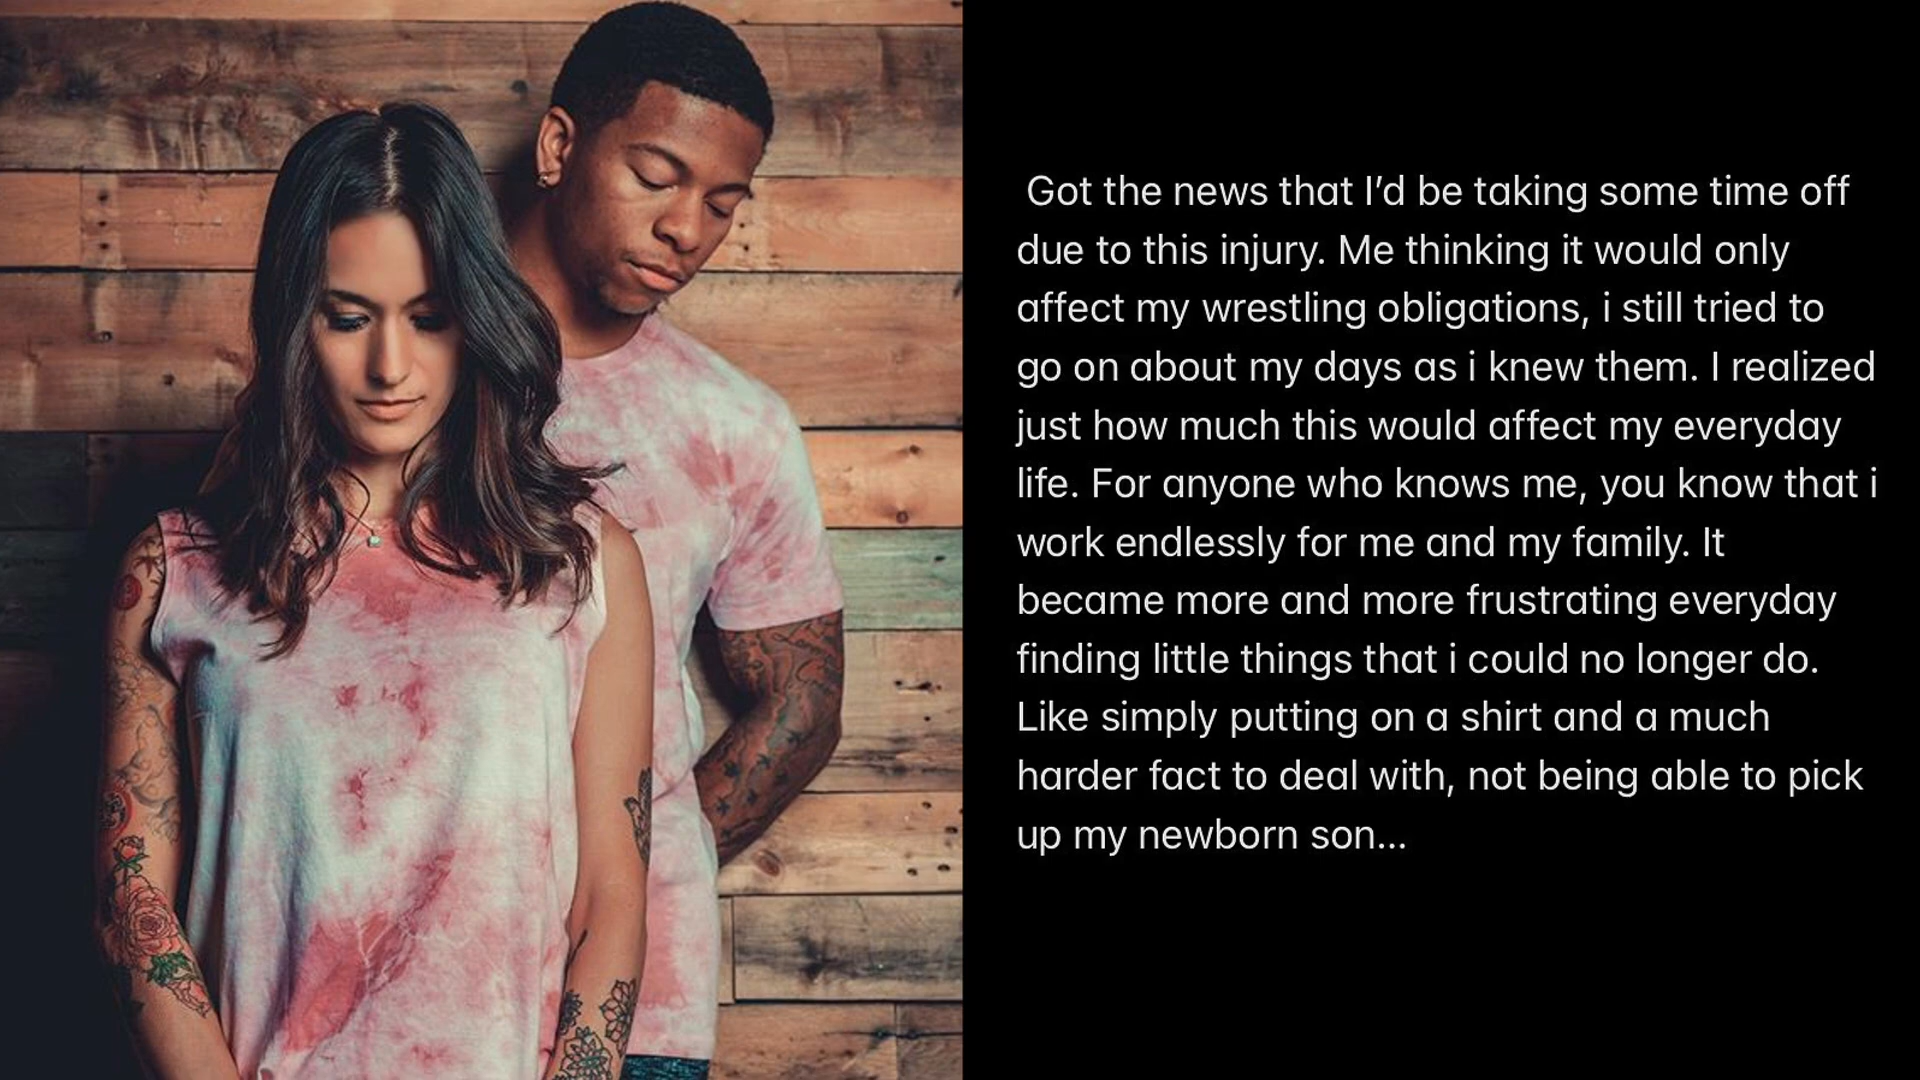 Got the news that I’d be taking some time off
due to this injury. Me thinking it would only
affect my wrestling obligations, i still tried to
go on about my days as i knew them. I realized
just how much this would affect my everyday
life. For anyone who knows me, you know that i
work endlessly for me and my family. It
became more and more frustrating everyday
finding little things that i could no longer do.
Like simply putting on a shirt and a much
harder fact to deal with, not being able to pick
up my newborn son...